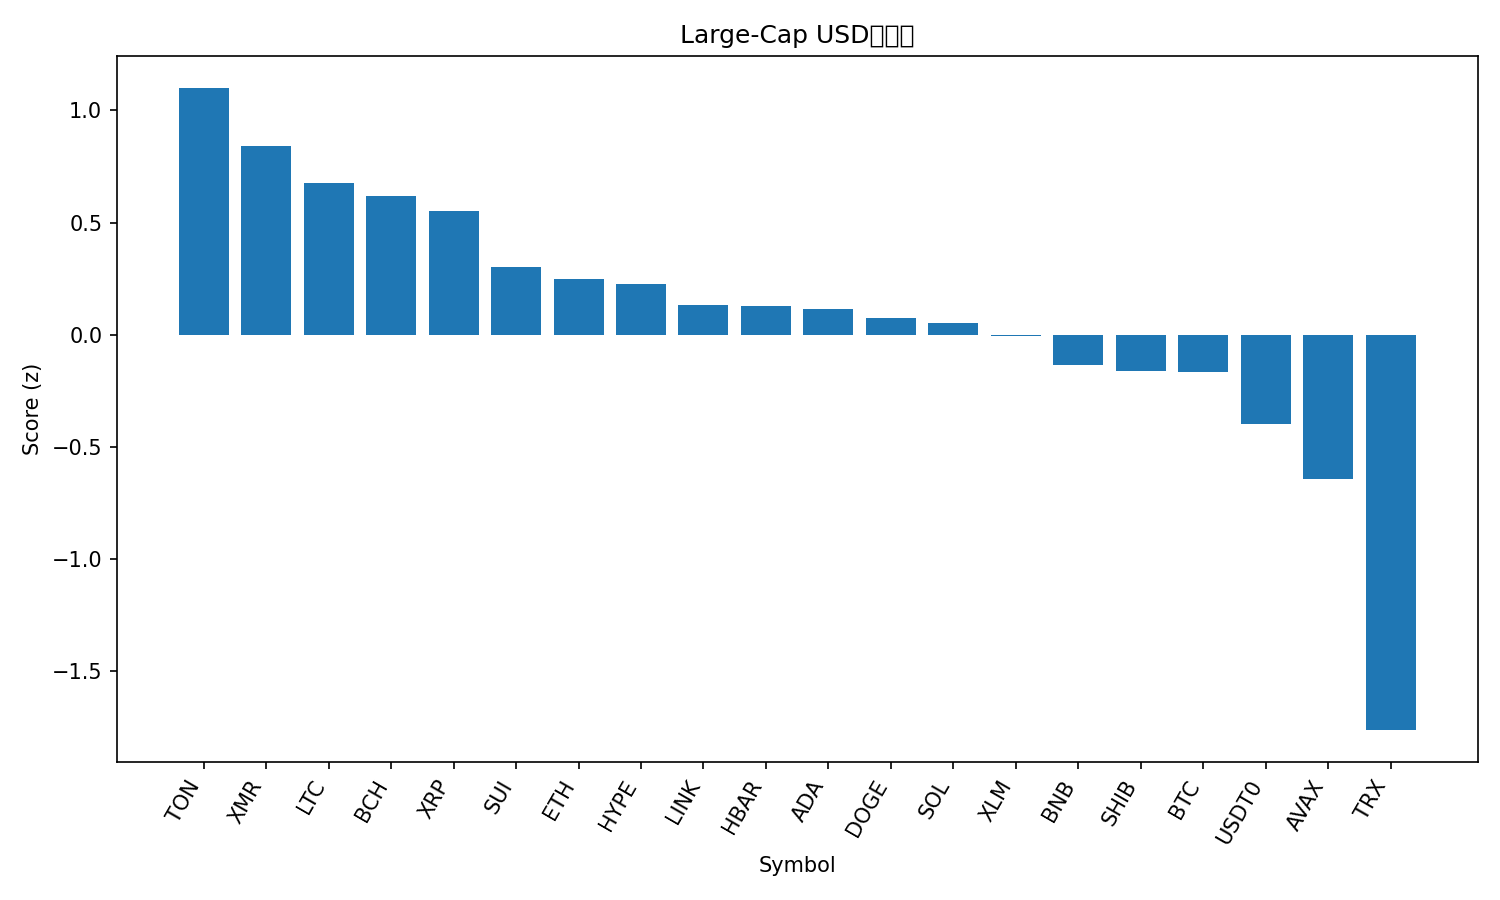 Large-Cap USD
Score (z)
1.0
0.5
0.0
−0.5
−1.0
−1.5
TON
XMR
LTC
BCH
XRP
SUI
ETH
HYPE
LINK
HBAR
ADA
DOGE
SOL
XLM
BNB
SHIB
BTC
USDT0
AVAX
TRX
Symbol